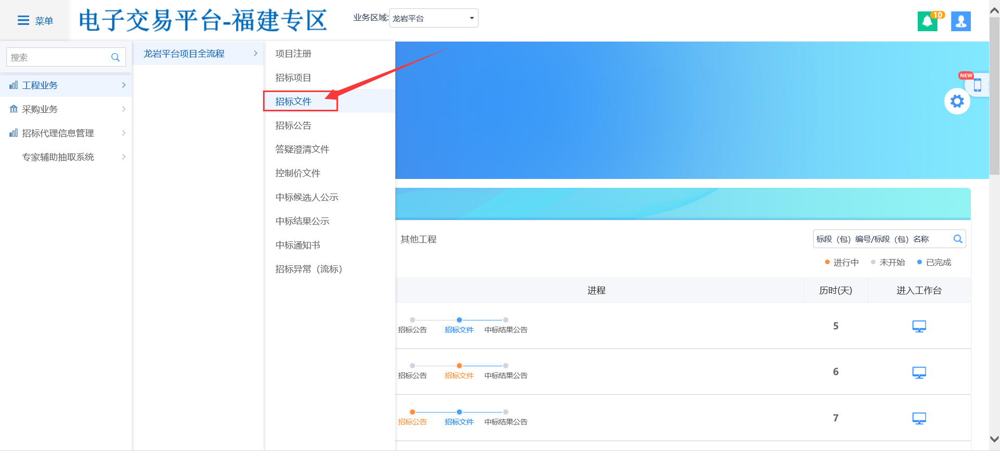 菜单
电子交易平台-福建专区
业务区域:
龙岩平台
10
搜索
工程业务
采购业务
招标代理信息管理
专家辅助抽取系统
龙岩平台项目全流程
项目注册
招标项目
招标文件
招标公告
答疑澄清文件
控制价文件
中标候选人公示
中标结果公示
中标通知书
招标异常（流标）
NEW
其他工程
标段（包）编号/标段（包）名称
进行中 未开始 已完成
进程 历时(天) 进入工作台
招标公告 招标文件 中标结果公告 5
招标公告 招标文件 中标结果公告 6
招标公告 招标文件 中标结果公告 7